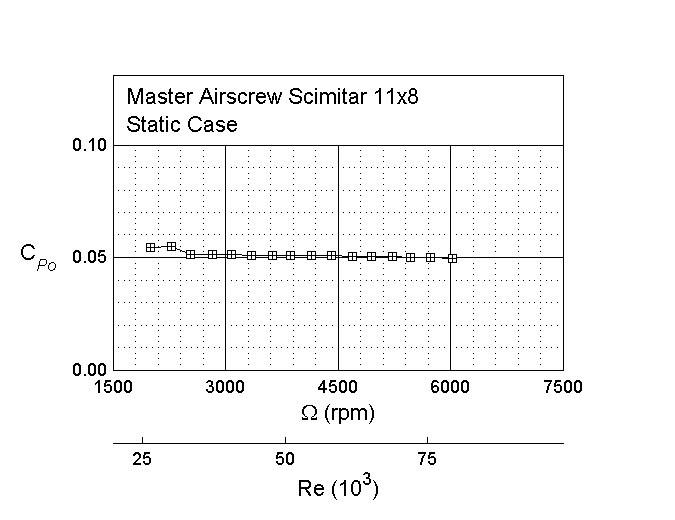 Master Airscrew Scimitar 11x8
Static Case
0.10
C_Po 0.05
0.00
1500 3000 4500 6000 7500
Ω (rpm)
25 50 75
Re (10³)